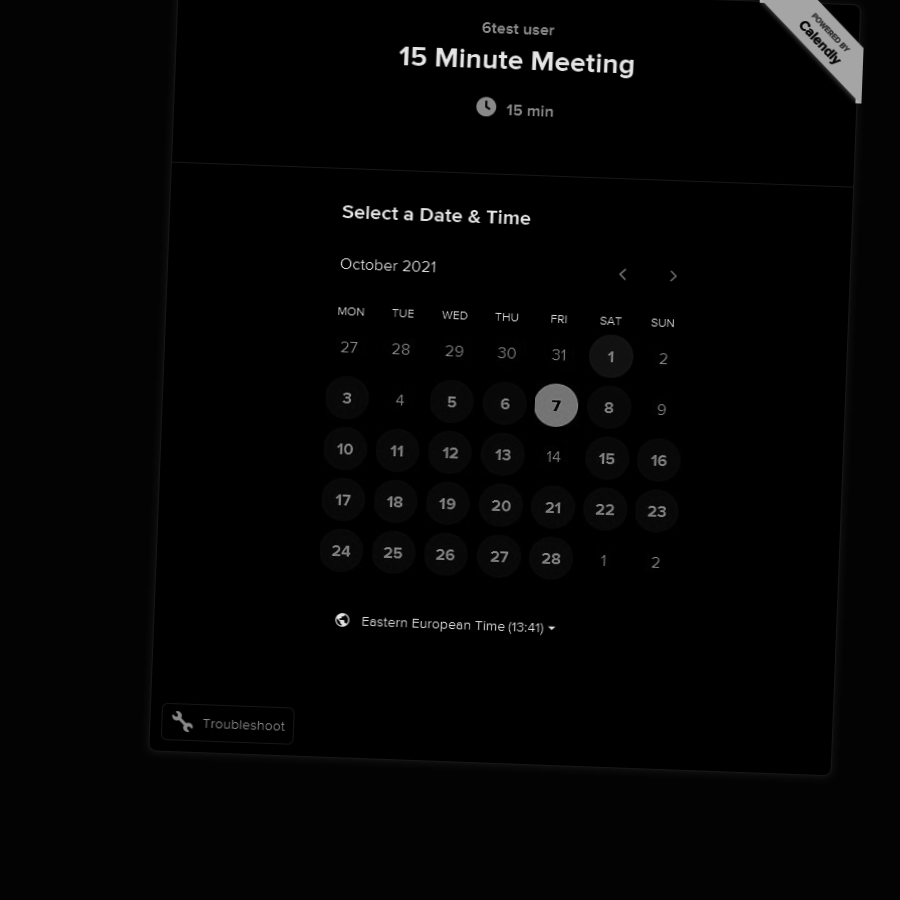 6test user
15 Minute Meeting
15 min
POWERED BY
Calendly
Select a Date & Time
October 2021
MON TUE WED THU FRI SAT SUN
27 28 29 30 31 1 2
3 4 5 6 7 8 9
10 11 12 13 14 15 16
17 18 19 20 21 22 23
24 25 26 27 28 1 2
Eastern European Time (13:41)
Troubleshoot